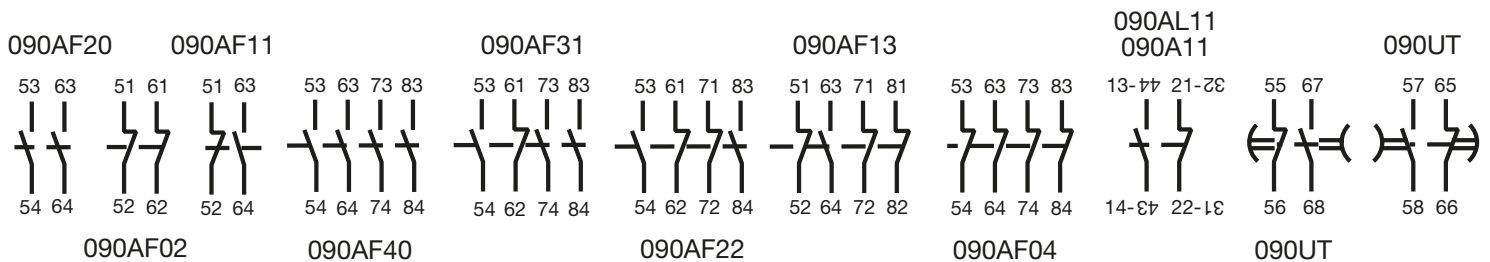 090AL11
090AF20 090AF11 090AF31 090AF13 090A11 090UT
53 63 51 61 51 63 53 63 73 83 53 61 73 83 53 61 71 83 51 63 71 81 53 63 73 83 13-44 21-32 55 67 57 65
54 64 52 62 52 64 54 64 74 84 54 62 74 84 54 62 72 84 52 64 72 82 54 64 74 84 14-43 22-31 56 68 58 66
090AF02 090AF40 090AF22 090AF04 090UT